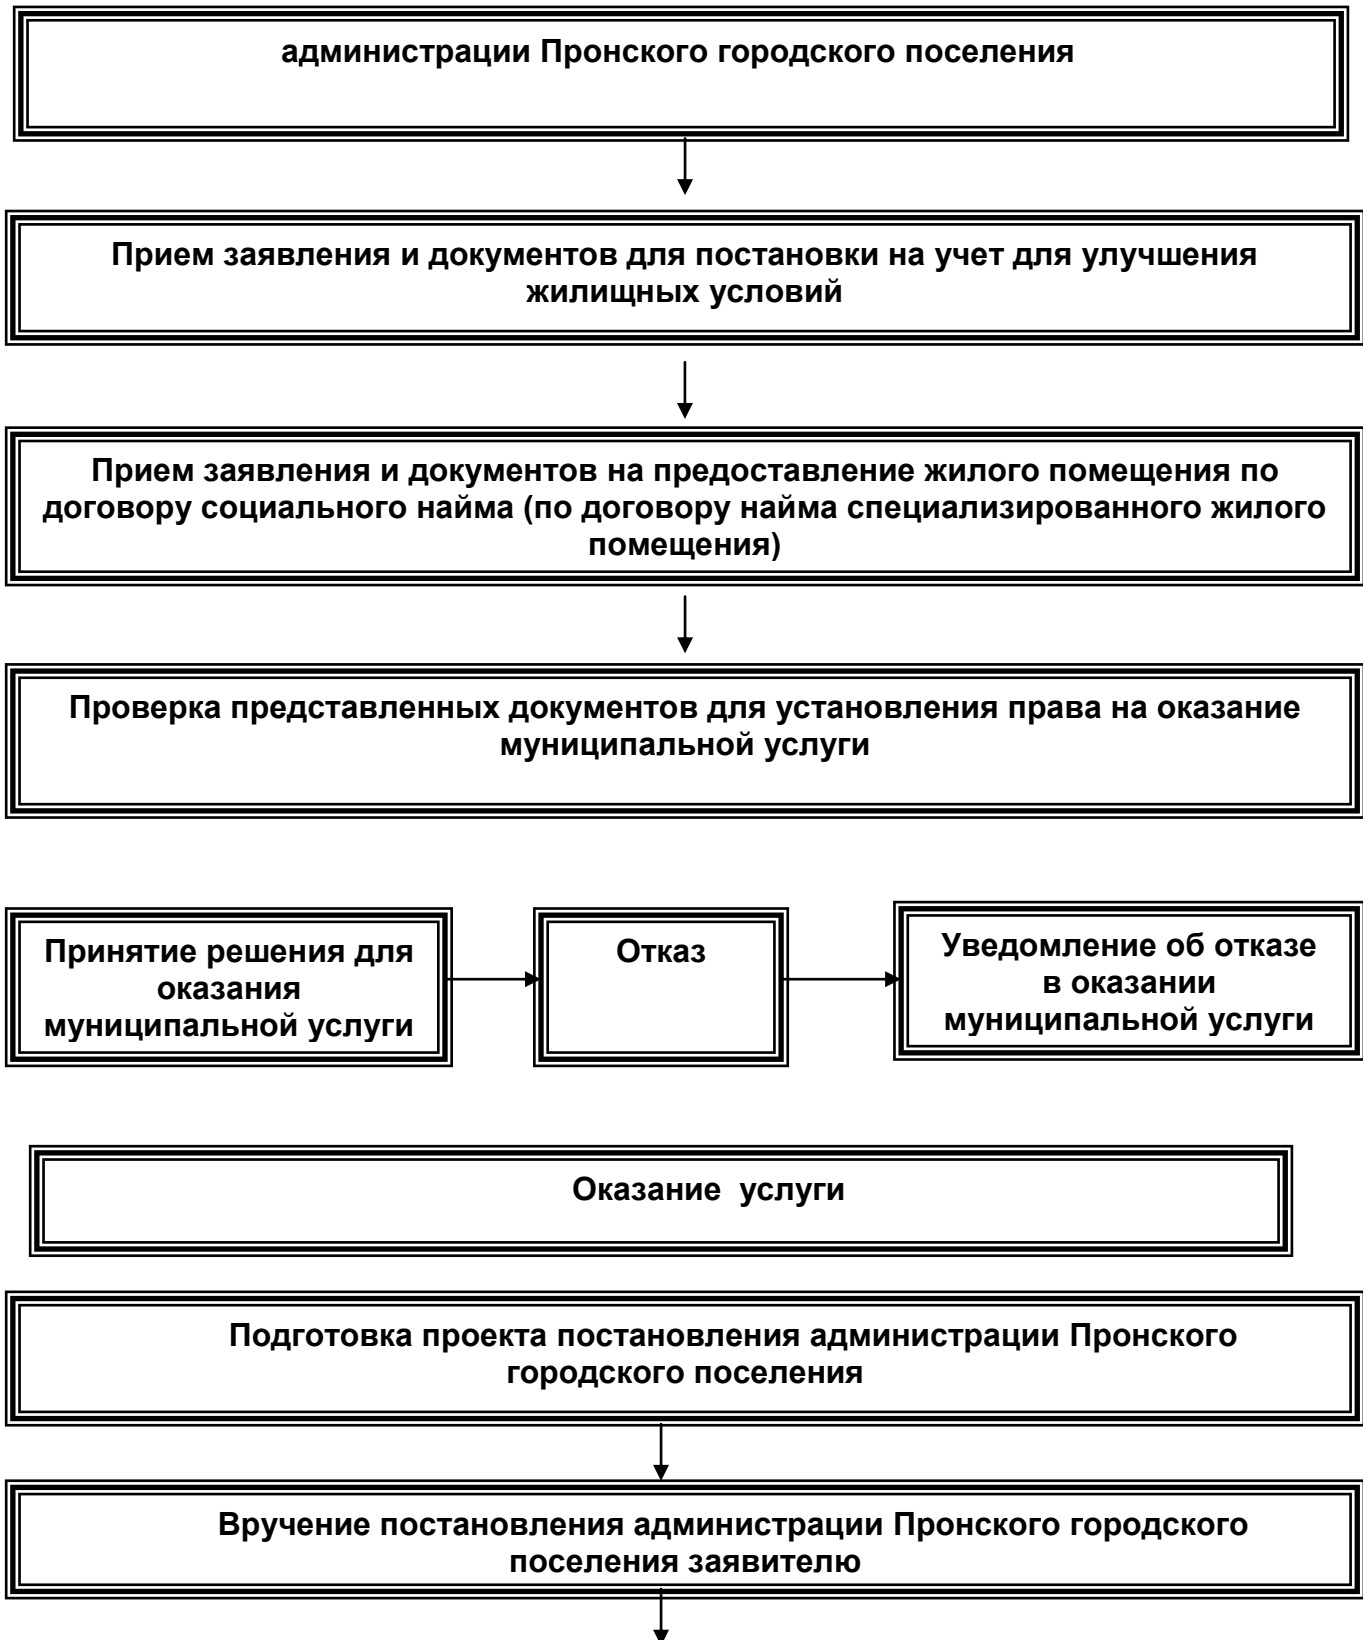 администрации Пронского городского поселения
Прием заявления и документов для постановки на учет для улучшения
жилищных условий
Прием заявления и документов на предоставление жилого помещения по
договору социального найма (по договору найма специализированного жилого
помещения)
Проверка представленных документов для установления права на оказание
муниципальной услуги
Принятие решения для
оказания
муниципальной услуги
Отказ
Уведомление об отказе
в оказании
муниципальной услуги
Оказание  услуги
Подготовка проекта постановления администрации Пронского
городского поселения
Вручение постановления администрации Пронского городского
поселения заявителю